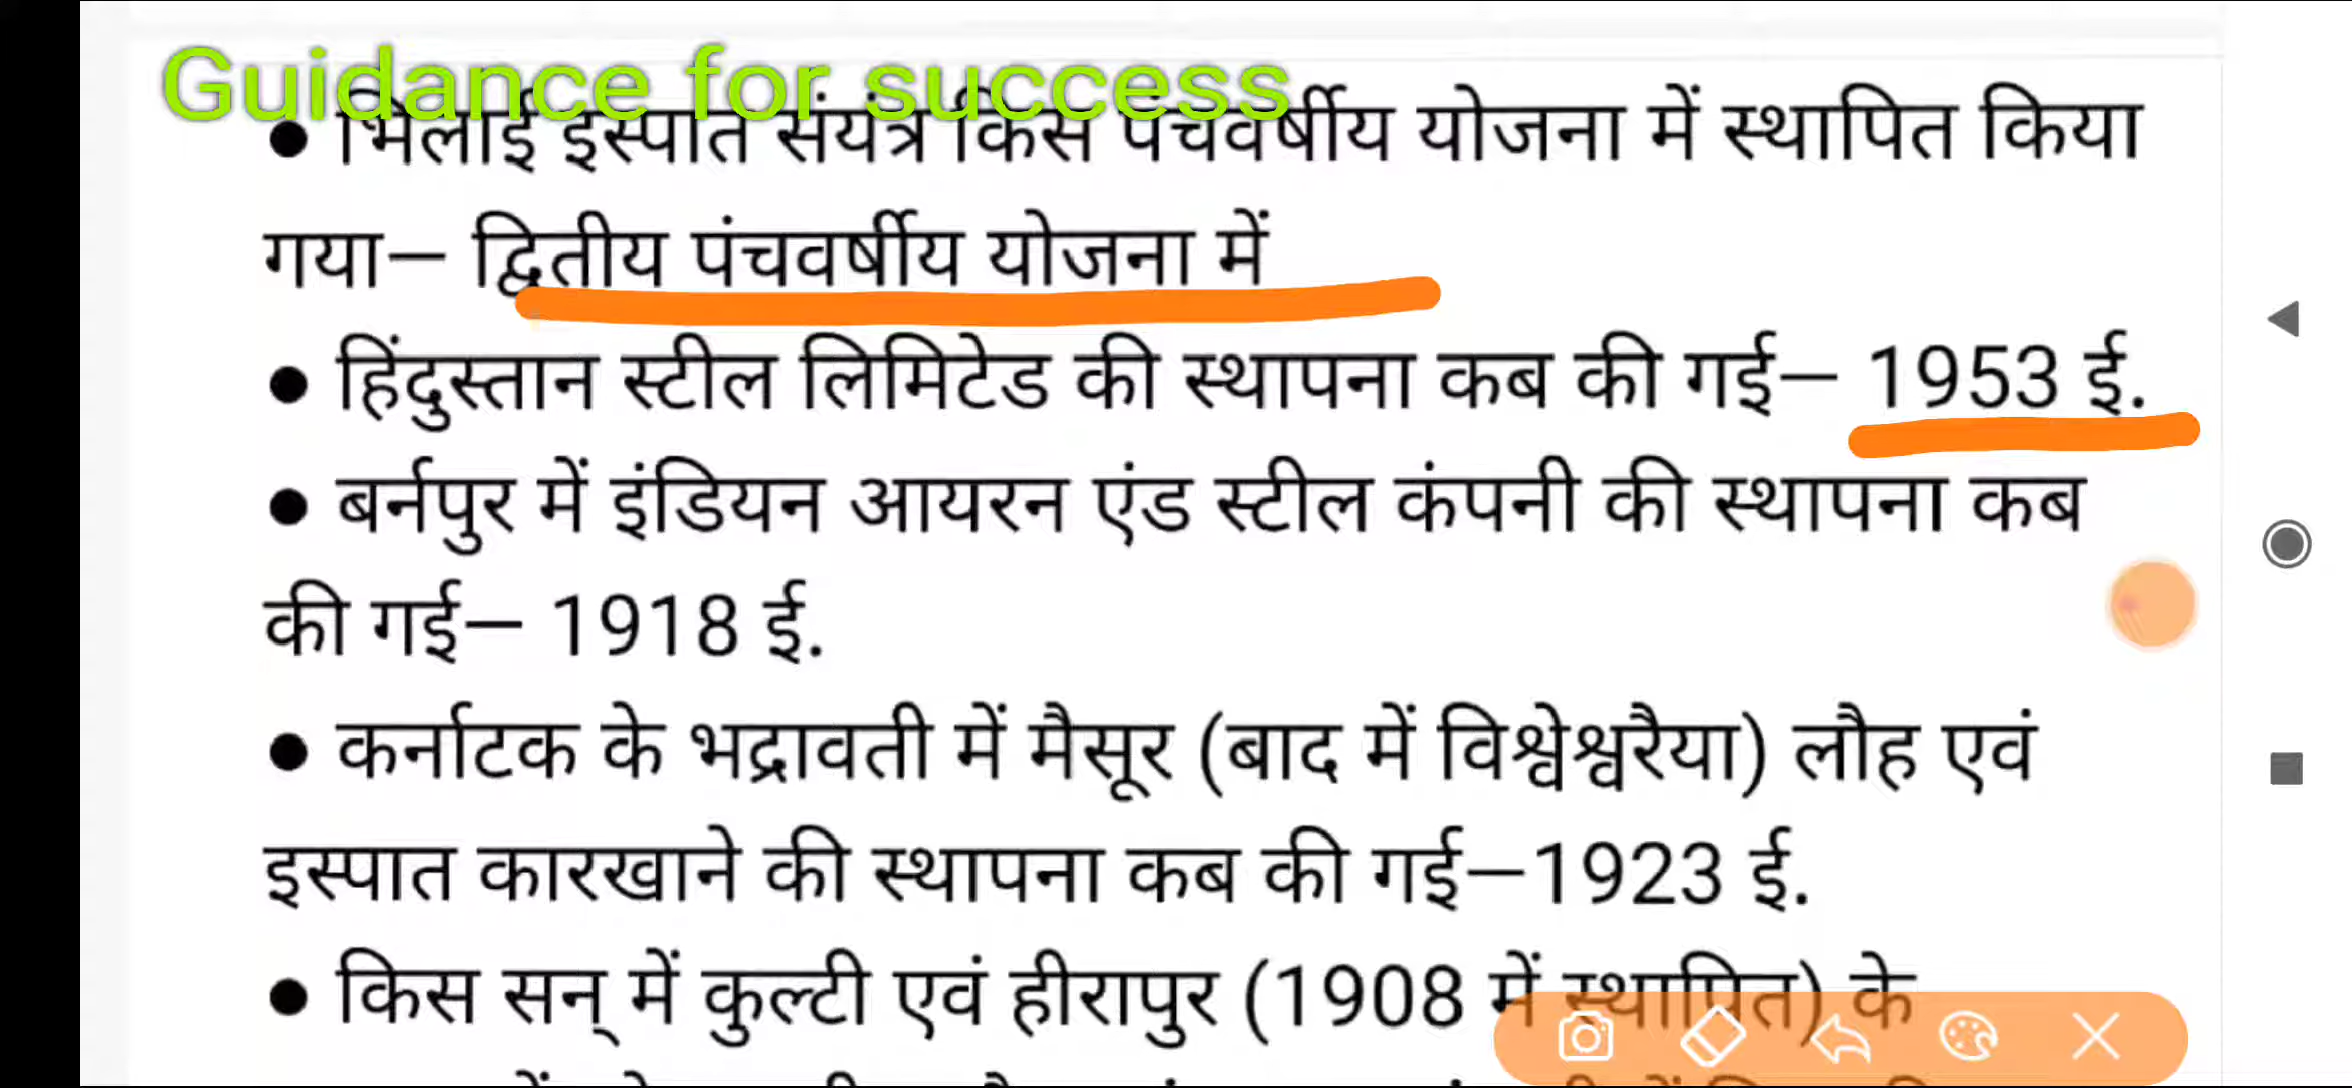 Guidance for success
• भिलाई इस्पात संयंत्र किस पंचवर्षीय योजना में स्थापित किया
गया– द्वितीय पंचवर्षीय योजना में
• हिंदुस्तान स्टील लिमिटेड की स्थापना कब की गई– 1953 ई.
• बर्नपुर में इंडियन आयरन एंड स्टील कंपनी की स्थापना कब
की गई– 1918 ई.
• कर्नाटक के भद्रावती में मैसूर (बाद में विश्वेश्वरैया) लौह एवं
इस्पात कारखाने की स्थापना कब की गई–1923 ई.
• किस सन् में कुल्टी एवं हीरापुर (1908 में स्थापित) के